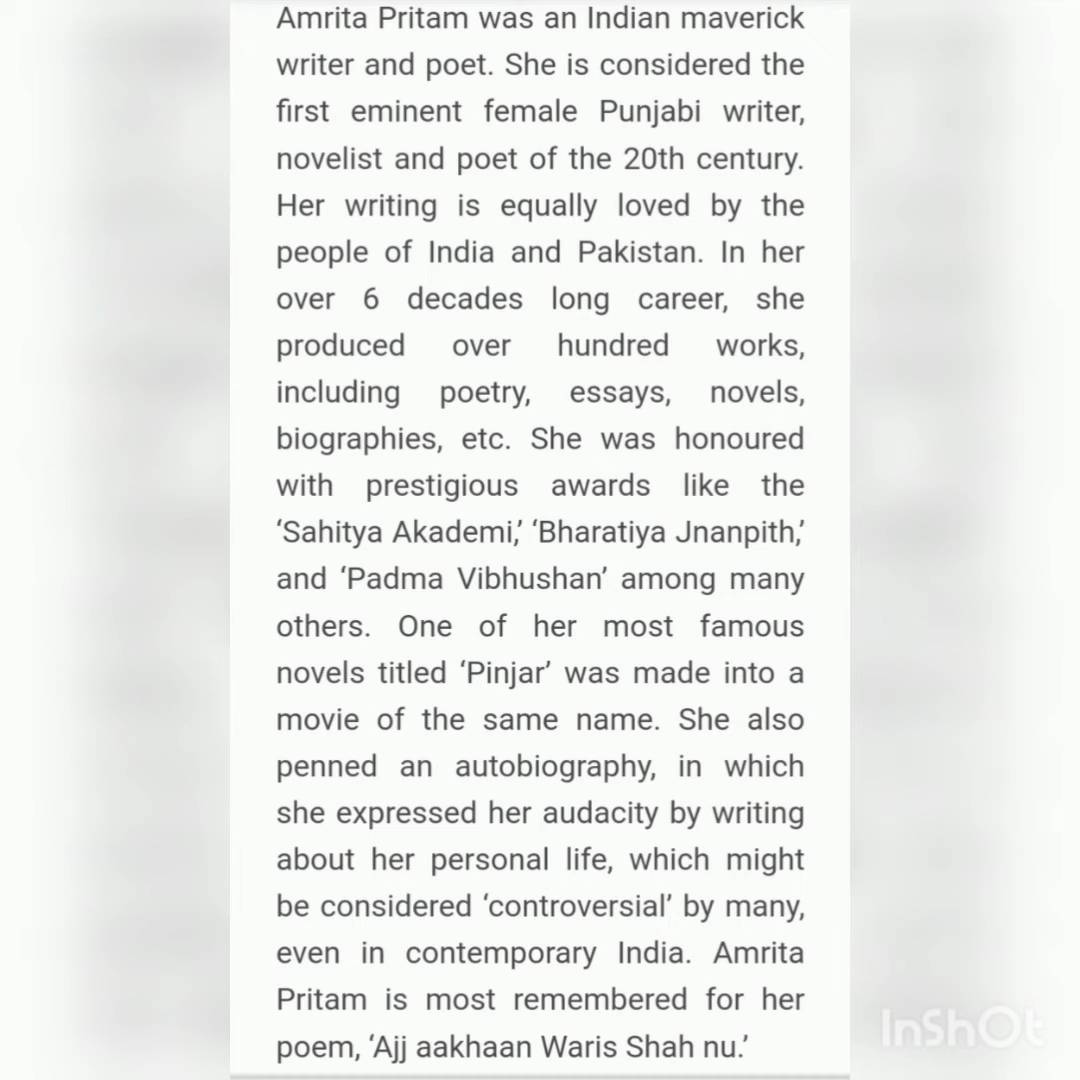 Amrita Pritam was an Indian maverick
writer and poet. She is considered the
first eminent female Punjabi writer,
novelist and poet of the 20th century.
Her writing is equally loved by the
people of India and Pakistan. In her
over 6 decades long career, she
produced over hundred works,
including poetry, essays, novels,
biographies, etc. She was honoured
with prestigious awards like the
‘Sahitya Akademi,’ ‘Bharatiya Jnanpith,’
and ‘Padma Vibhushan’ among many
others. One of her most famous
novels titled ‘Pinjar’ was made into a
movie of the same name. She also
penned an autobiography, in which
she expressed her audacity by writing
about her personal life, which might
be considered ‘controversial’ by many,
even in contemporary India. Amrita
Pritam is most remembered for her
poem, ‘Ajj aakhaan Waris Shah nu.’
InShOt